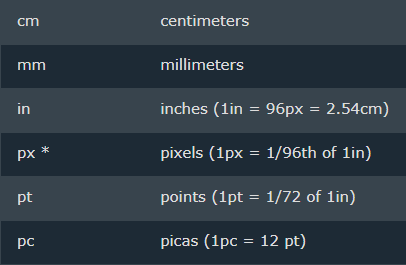 cm centimeters
mm millimeters
in inches (1in = 96px = 2.54cm)
px * pixels (1px = 1/96th of 1in)
pt points (1pt = 1/72 of 1in)
pc picas (1pc = 12 pt)